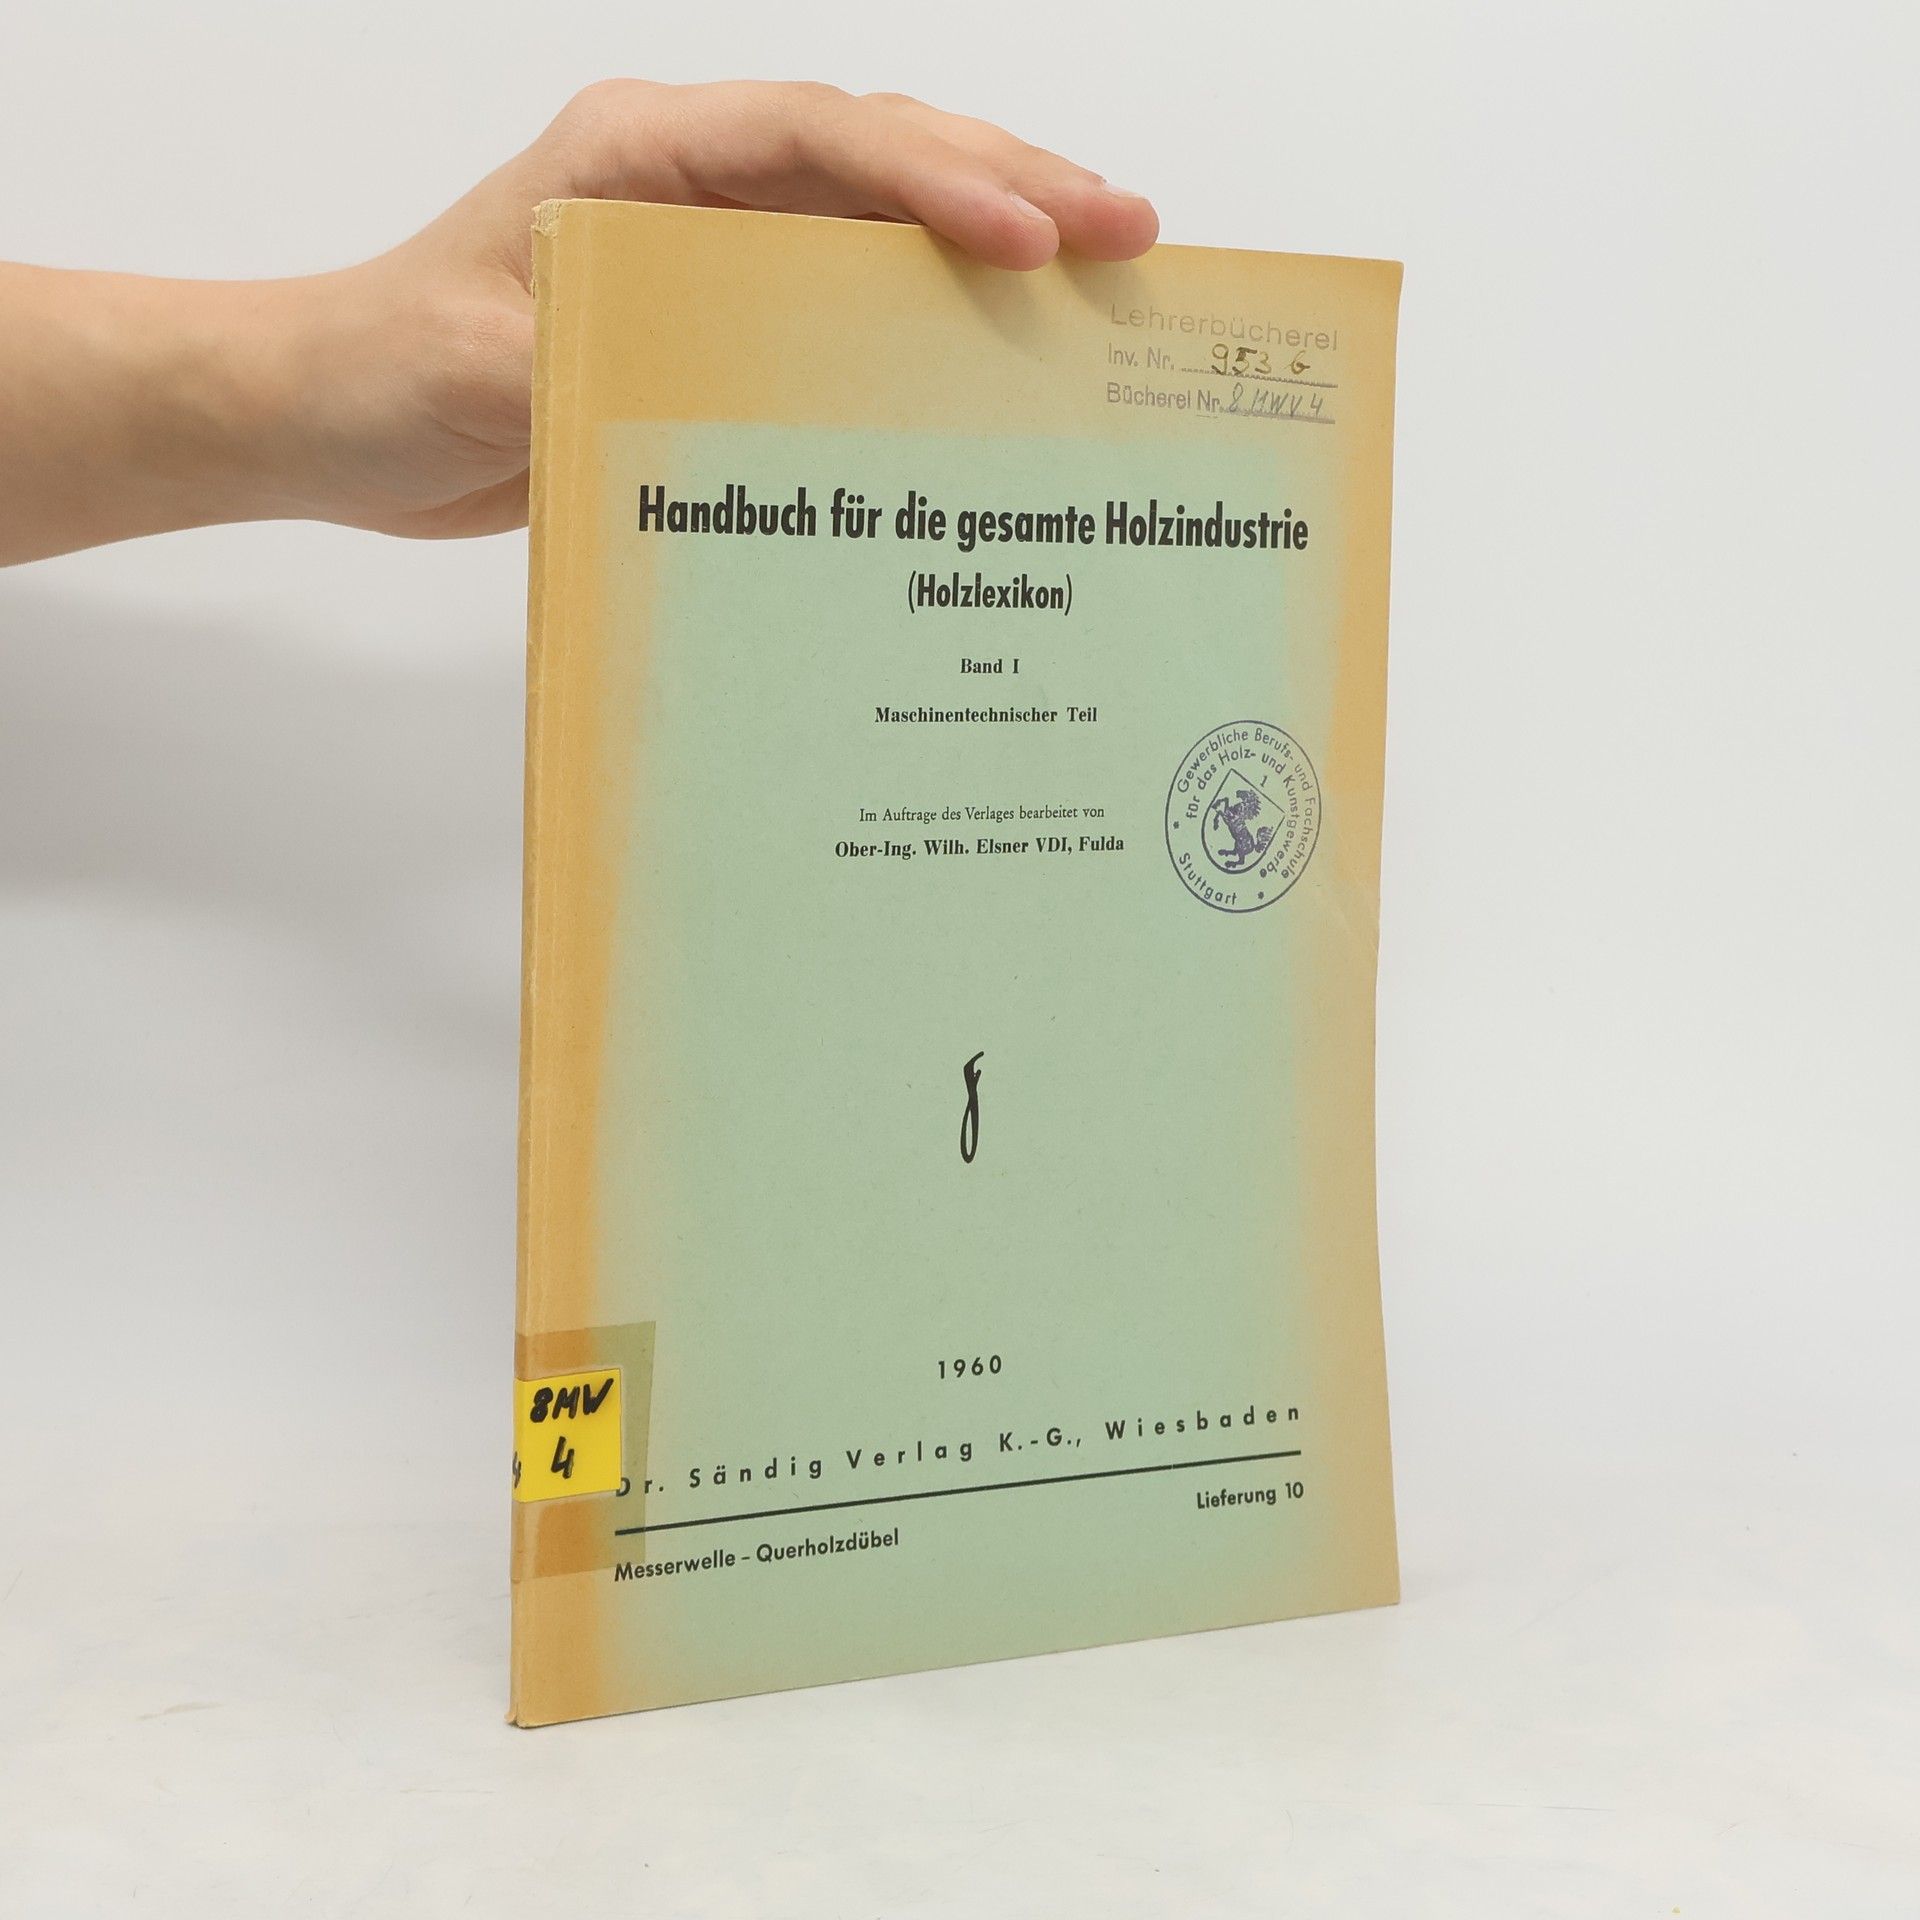 Lehrerbücherei
Inv. Nr. 953 6
Bücherei Nr. 8 MWV 4
Handbuch für die gesamte Holzindustrie
(Holzlexikon)
Band I
Maschinentechnischer Teil
Im Auftrage des Verlages bearbeitet von
Ober-Ing. Wilh. Elsner VDI, Fulda
Gewerbliche Berufs- und Fachschule
für das Holz- und Kunstgewerbe
1
* Stuttgart *
1960
8MW
4
Dr. Sändig Verlag K.-G., Wiesbaden
Lieferung 10
Messerwelle – Querholzdübel